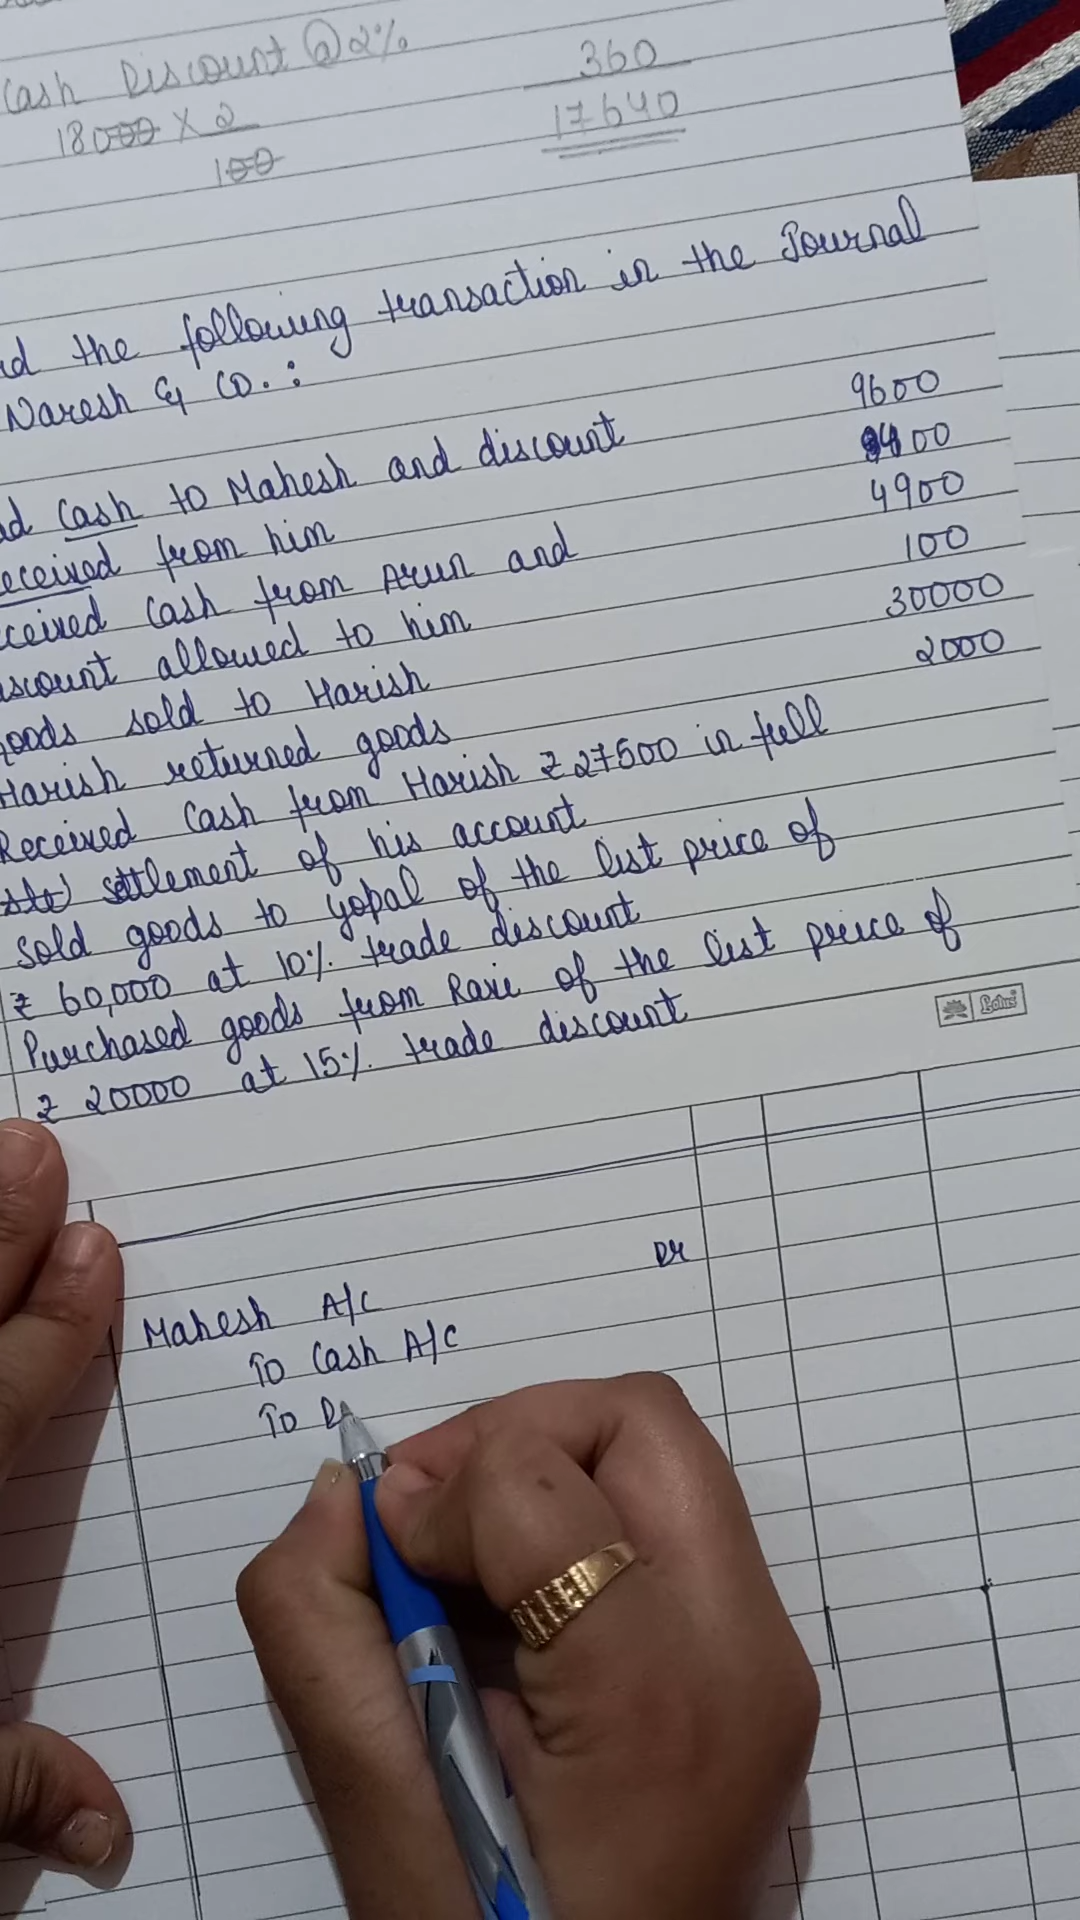 Cash Discount @ 2% 360
18000 X 2 17640
100
the following transaction in the Journal
Naresh & CO. :
Cash to Mahesh and discount 9600
from him 400
Cash from Arun and 4900
allowed to him 100
sold to Harish 30000
Harish returned goods 2000
Received Cash from Harish ₹ 27500 in full
settlement of his account
Sold goods to Gopal of the list price of
₹ 60,000 at 10% trade discount
Purchased goods from Ravi of the list price of
₹ 20000 at 15% trade discount
Lotus
Mahesh A/C Dr
To Cash A/C
To D